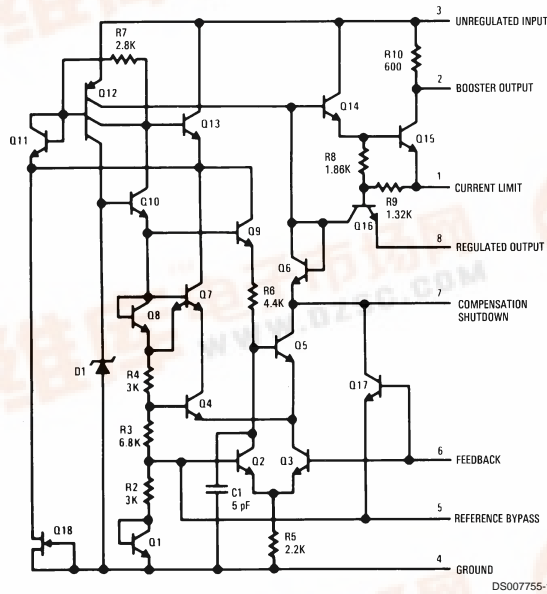 3 UNREGULATED INPUT
R7
2.8K
R10
600
2 BOOSTER OUTPUT
Q12
Q14
Q13
Q15
Q11
R8
1.86K
1 CURRENT LIMIT
R9
1.32K
Q10
Q16
Q9
8 REGULATED OUTPUT
Q6
R6
4.4K
7 COMPENSATION
SHUTDOWN
Q7
Q8
Q5
D1
R4
3K
Q17
Q4
R3
6.8K
Q2
Q3
6 FEEDBACK
R2
3K
C1
5 pF
5 REFERENCE BYPASS
Q18
Q1
R5
2.2K
4 GROUND
DS007755-
WWW.DZSC.COM